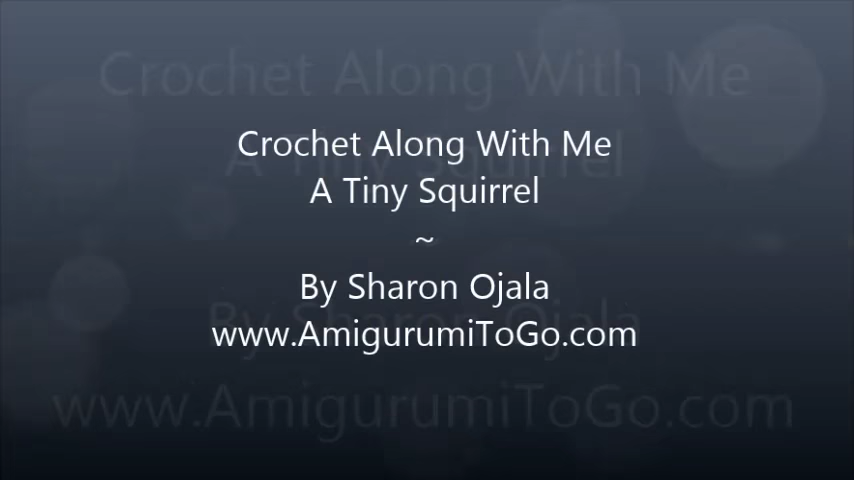 Crochet Along With Me
A Tiny Squirrel
~
By Sharon Ojala
www.AmigurumiToGo.com